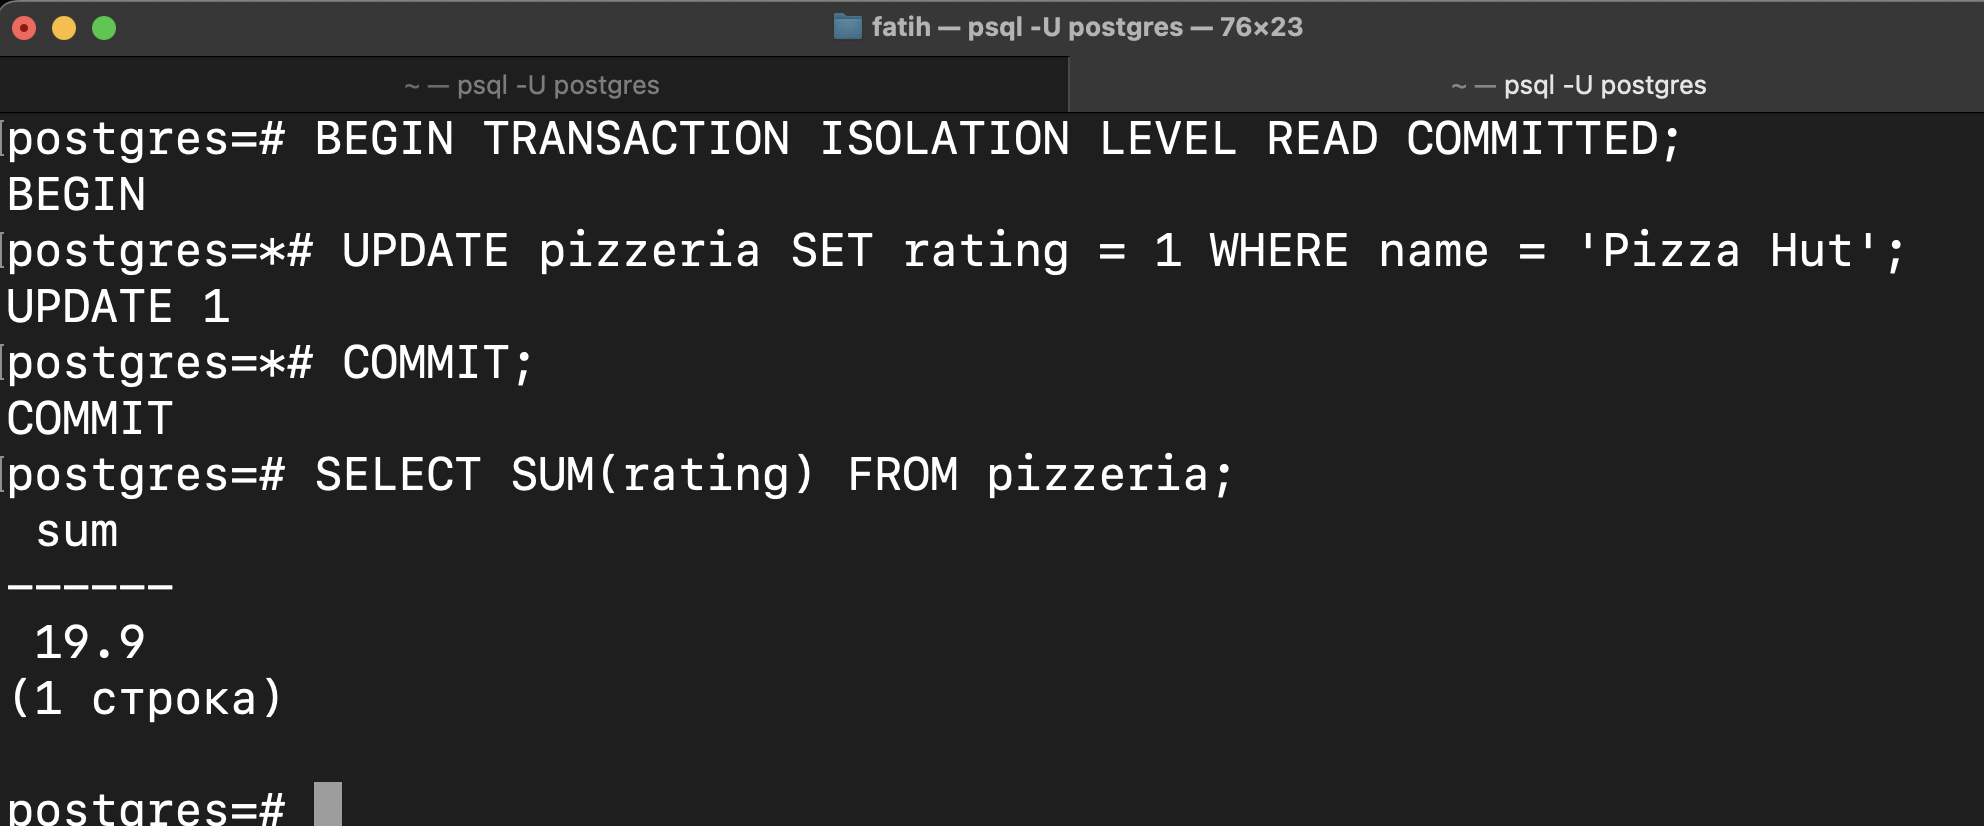 fatih — psql -U postgres — 76×23
~ — psql -U postgres
~ — psql -U postgres
postgres=# BEGIN TRANSACTION ISOLATION LEVEL READ COMMITTED;
BEGIN
postgres=*# UPDATE pizzeria SET rating = 1 WHERE name = 'Pizza Hut';
UPDATE 1
postgres=*# COMMIT;
COMMIT
postgres=# SELECT SUM(rating) FROM pizzeria;
 sum
------
 19.9
(1 строка)
postgres=#